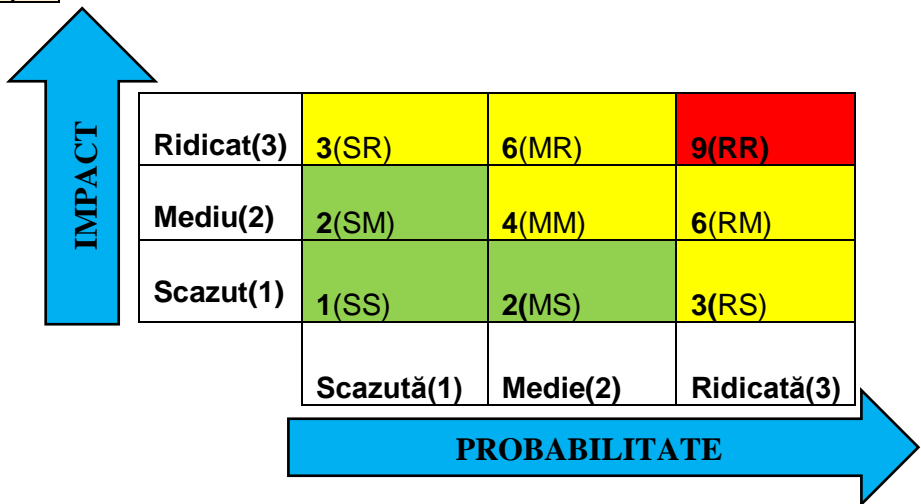 IMPACT
Ridicat(3) 3(SR) 6(MR) 9(RR)
Mediu(2) 2(SM) 4(MM) 6(RM)
Scazut(1) 1(SS) 2(MS) 3(RS)
Scazută(1) Medie(2) Ridicată(3)
PROBABILITATE